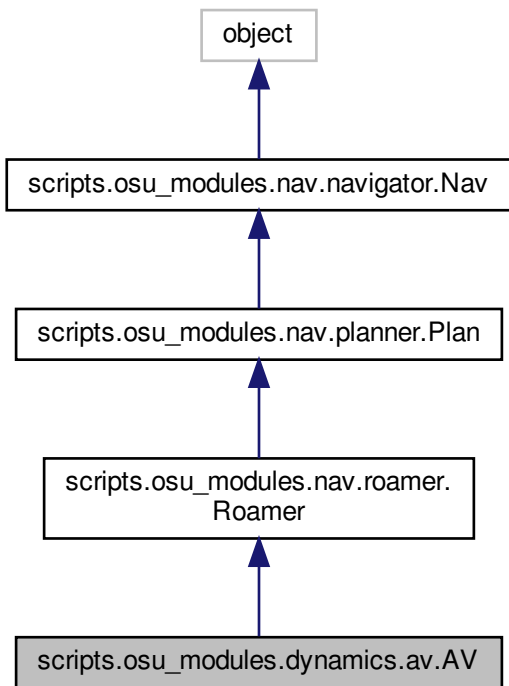 object
scripts.osu_modules.nav.navigator.Nav
scripts.osu_modules.nav.planner.Plan
scripts.osu_modules.nav.roamer.
Roamer
scripts.osu_modules.dynamics.av.AV